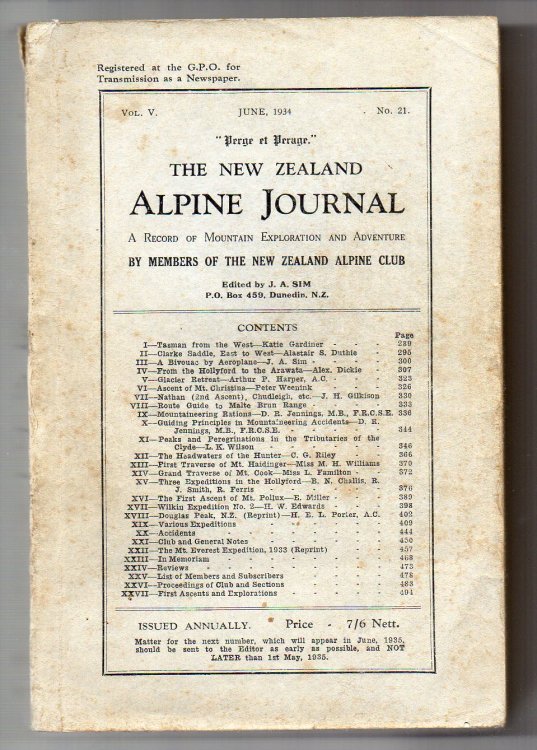 Registered at the G.P.O. for
Transmission as a Newspaper.
VOL. V. JUNE, 1934 No. 21.
"Perge et Perage."
THE NEW ZEALAND
ALPINE JOURNAL
A RECORD OF MOUNTAIN EXPLORATION AND ADVENTURE
BY MEMBERS OF THE NEW ZEALAND ALPINE CLUB
Edited by J. A. SIM
P.O. Box 459, Dunedin, N.Z.
CONTENTS
Page
I—Tasman from the West—Katie Gardiner - - - 289
II—Clarke Saddle, East to West—Alastair S. Duthie - 295
III—A Bivouac by Aeroplane—J. A. Sim - - - - 306
IV—From the Hollyford to the Arawata—Alex. Dickie - 307
V—Glacier Retreat—Arthur P. Harper, A.C. - - - 323
VI—Ascent of Mt. Christina—Peter Weenink - - - 326
VII—Nathan (2nd Ascent), Chudleigh, etc.—J. H. Gilkison 330
VIII—Route Guide to Malte Brun Range - - - - 333
IX—Mountaineering Rations—D. R. Jennings, M.B., F.R.C.S.E. 336
X—Guiding Principles in Mountaineering Accidents—D. R.
Jennings, M.B., F.R.C.S.E. - - - - - 344
XI—Peaks and Peregrinations in the Tributaries of the
Clyde—L. K. Wilson - - - - - - 346
XII—The Headwaters of the Hunter—C. G. Riley - - 366
XIII—First Traverse of Mt. Haidinger—Miss M. H. Williams 370
XIV—Grand Traverse of Mt. Cook—Miss L. Familton - - 372
XV—Three Expeditions in the Hollyford—E. N. Challis, R.
J. Smith, R. Ferris - - - - - - 376
XVI—The First Ascent of Mt. Pollux—E. Miller - - - 389
XVII—Wilkin Expedition No. 2—H. W. Edwards - - - 398
XVIII—Douglas Peak, N.Z. (Reprint)—H. E. L. Porter, A.C. 402
XIX—Various Expeditions - - - - - - 409
XX—Accidents - - - - - - - 444
XXI—Club and General Notes - - - - - 450
XXII—The Mt. Everest Expedition, 1933 (Reprint) - - 457
XXIII—In Memoriam - - - - - - - 468
XXIV—Reviews - - - - - - - 473
XXV—List of Members and Subscribers - - - - 478
XXVI—Proceedings of Club and Sections - - - - 483
XXVII—First Ascents and Explorations - - - - 494
ISSUED ANNUALLY. Price - 7/6 Nett.
Matter for the next number, which will appear in June, 1935,
should be sent to the Editor as early as possible, and NOT
LATER than 1st May, 1935.